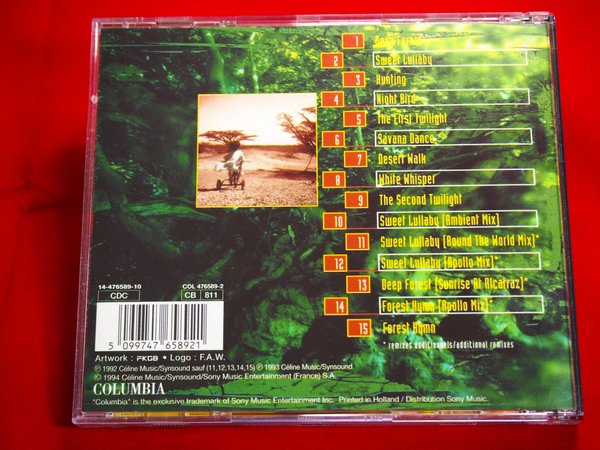 1 Deep Forest
2 Sweet Lullaby
3 Hunting
4 Night Bird
5 The First Twilight
6 Savana Dance
7 Desert Walk
8 White Whisper
9 The Second Twilight
10 Sweet Lullaby (Ambient Mix)
11 Sweet Lullaby (Round The World Mix)*
12 Sweet Lullaby (Apollo Mix)*
13 Deep Forest (Sunrise At Alcatraz)*
14 Forest Hymn (Apollo Mix)*
15 Forest Hymn
* remixes additionnels/additional remixes
14-476589-10 COL 476589-2
CDC CB 811
5 099747 658921
Artwork : FKGB • Logo : F.A.W.
℗ 1992 Céline Music/Synsound sauf (11,12,13,14,15) ℗ 1993 Céline Music/Synsound
© 1994 Céline Music/Synsound/Sony Music Entertainment (France) S.A.
COLUMBIA
"Columbia" is the exclusive trademark of Sony Music Entertainment Inc. Printed in Holland / Distribution Sony Music.